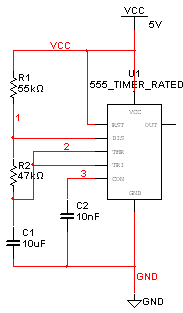 VCC
5V
VCC
U1
555_TIMER_RATED
R1
55kΩ
VCC
1
RST
OUT
DIS
2
THR
R2
47kΩ
TRI
3
CON
GND
C2
10nF
C1
10uF
GND
GND